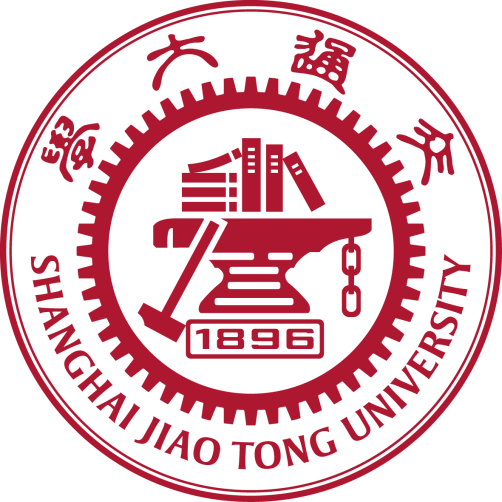 交通大學
1896
SHANGHAI JIAO TONG UNIVERSITY